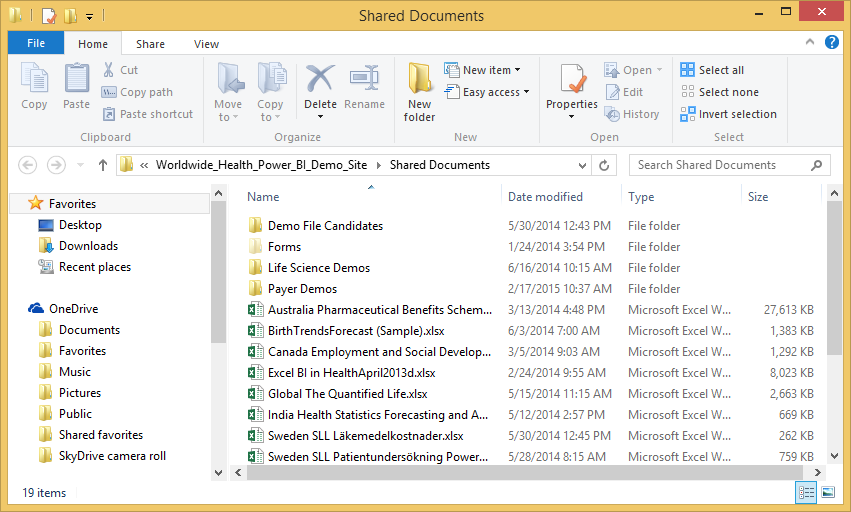 Shared Documents
File Home Share View
Copy
Paste
Cut
Copy path
Paste shortcut
Clipboard
Move to
Copy to
Delete
Rename
Organize
New folder
New item
Easy access
New
Properties
Open
Edit
History
Open
Select all
Select none
Invert selection
Select
« Worldwide_Health_Power_BI_Demo_Site Shared Documents
Search Shared Documents
Favorites
Desktop
Downloads
Recent places
OneDrive
Documents
Favorites
Music
Pictures
Public
Shared favorites
SkyDrive camera roll
Name Date modified Type Size
Demo File Candidates 5/30/2014 12:43 PM File folder
Forms 1/24/2014 3:54 PM File folder
Life Science Demos 6/16/2014 10:15 AM File folder
Payer Demos 2/17/2015 10:37 AM File folder
Australia Pharmaceutical Benefits Schem... 3/13/2014 4:48 PM Microsoft Excel W... 27,613 KB
BirthTrendsForecast (Sample).xlsx 6/3/2014 7:00 AM Microsoft Excel W... 1,383 KB
Canada Employment and Social Develop... 3/5/2014 9:03 AM Microsoft Excel W... 1,292 KB
Excel BI in HealthApril2013d.xlsx 2/24/2014 9:55 AM Microsoft Excel W... 8,023 KB
Global The Quantified Life.xlsx 5/15/2014 11:15 AM Microsoft Excel W... 2,663 KB
India Health Statistics Forecasting and A... 5/12/2014 2:57 PM Microsoft Excel W... 669 KB
Sweden SLL Läkemedelkostnader.xlsx 5/30/2014 12:45 PM Microsoft Excel W... 262 KB
Sweden SLL Patientundersökning Power... 5/28/2014 8:15 AM Microsoft Excel W... 759 KB
19 items